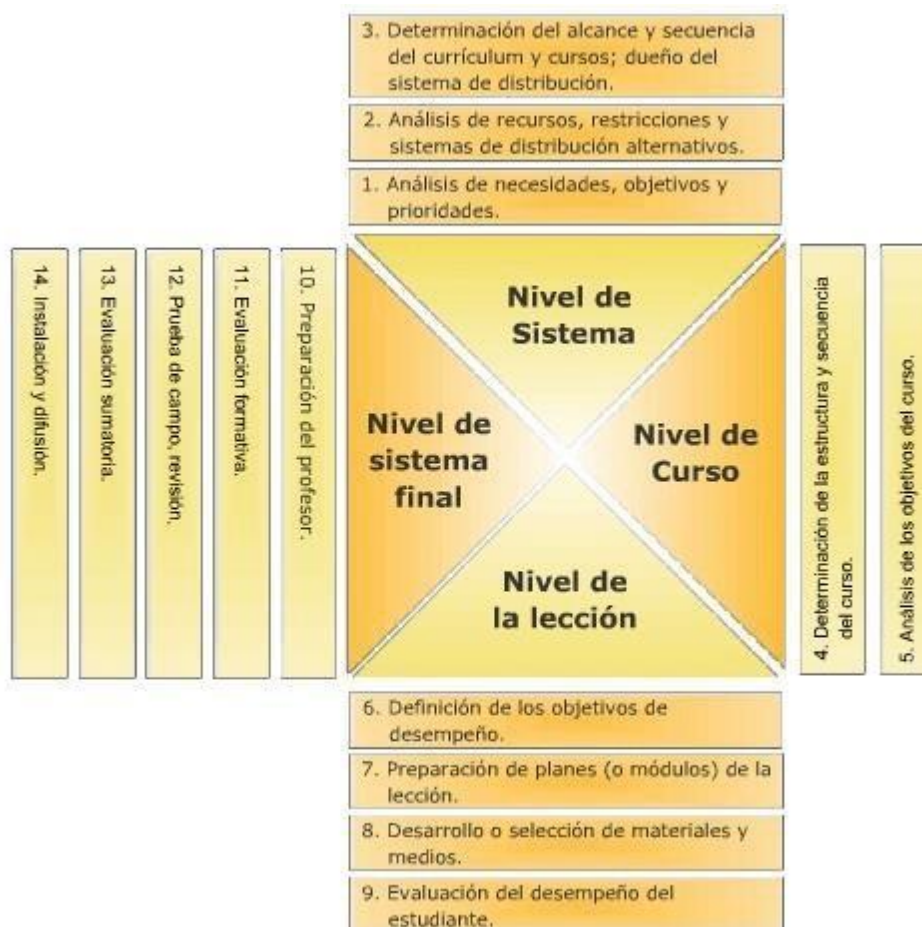 3. Determinación del alcance y secuencia
del currículum y cursos; dueño del
sistema de distribución.
2. Análisis de recursos, restricciones y
sistemas de distribución alternativos.
1. Análisis de necesidades, objetivos y
prioridades.
14. Instalación y difusión.
13. Evaluación sumatoria.
12. Prueba de campo, revisión.
11. Evaluación formativa.
10. Preparación del profesor.
Nivel de
Sistema
Nivel de
sistema
final
Nivel de
Curso
Nivel de
la lección
4. Determinación de la estructura y secuencia
del curso.
5. Análisis de los objetivos del curso.
6. Definición de los objetivos de
desempeño.
7. Preparación de planes (o módulos) de la
lección.
8. Desarrollo o selección de materiales y
medios.
9. Evaluación del desempeño del
estudiante.